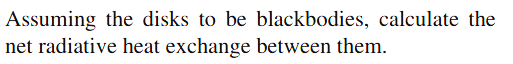 Assuming the disks to be blackbodies, calculate the
net radiative heat exchange between them.